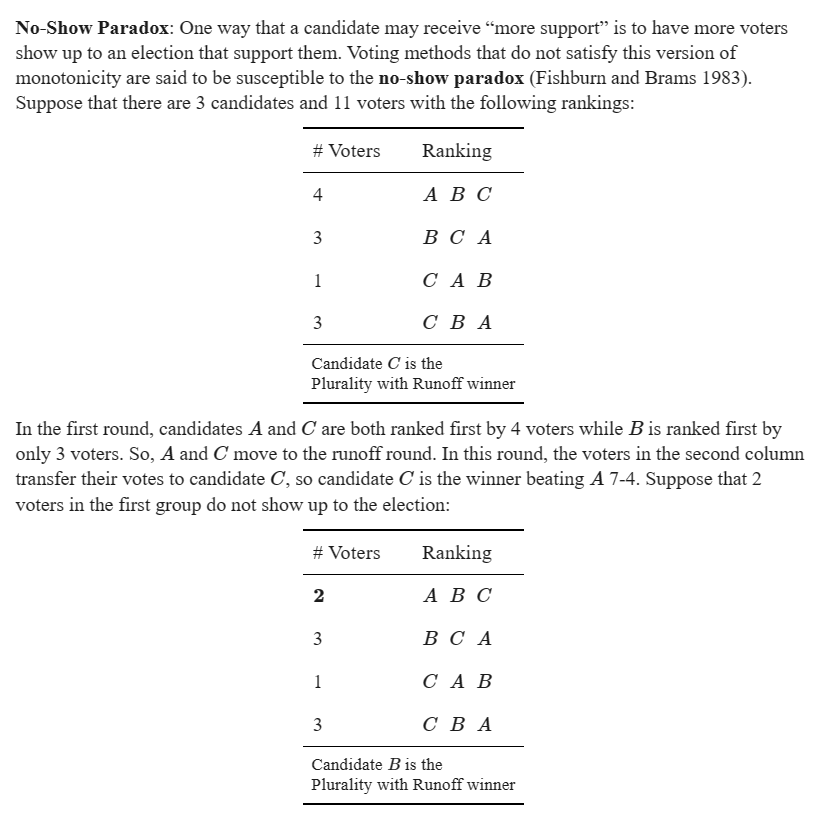 No-Show Paradox: One way that a candidate may receive “more support” is to have more voters
show up to an election that support them. Voting methods that do not satisfy this version of
monotonicity are said to be susceptible to the no-show paradox (Fishburn and Brams 1983).
Suppose that there are 3 candidates and 11 voters with the following rankings:
# Voters Ranking
4 A B C
3 B C A
1 C A B
3 C B A
Candidate C is the
Plurality with Runoff winner
In the first round, candidates A and C are both ranked first by 4 voters while B is ranked first by
only 3 voters. So, A and C move to the runoff round. In this round, the voters in the second column
transfer their votes to candidate C, so candidate C is the winner beating A 7-4. Suppose that 2
voters in the first group do not show up to the election:
# Voters Ranking
2 A B C
3 B C A
1 C A B
3 C B A
Candidate B is the
Plurality with Runoff winner